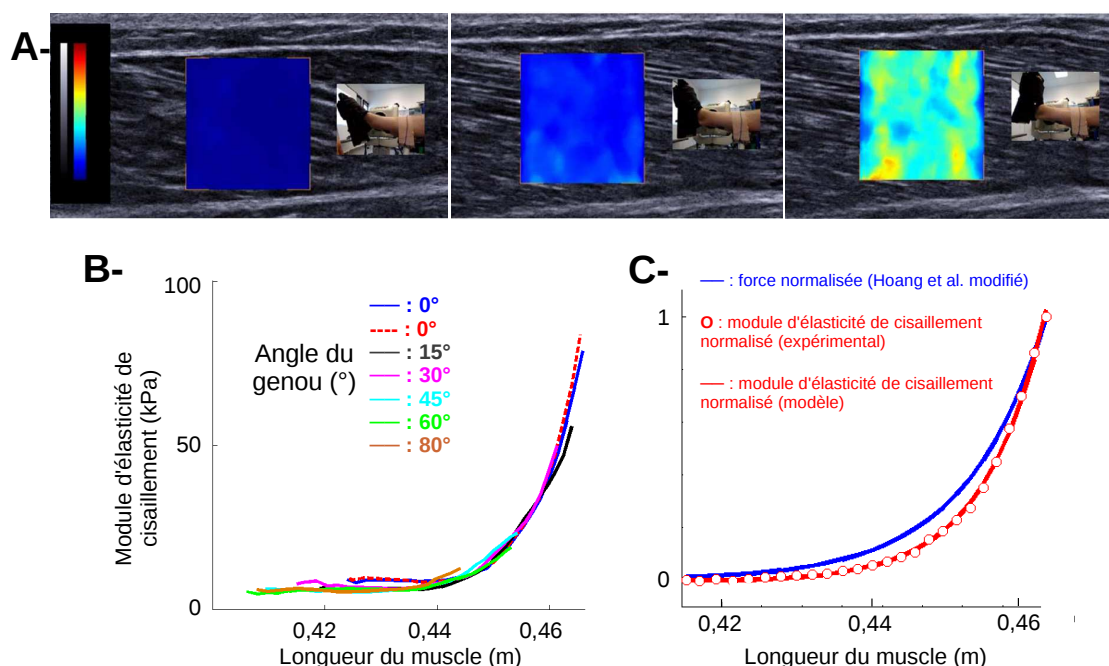 A-
B-
100
50
0
Module d'élasticité de
cisaillement (kPa)
Angle du
genou (°)
: 0°
: 0°
: 15°
: 30°
: 45°
: 60°
: 80°
0,42
0,44
0,46
Longueur du muscle (m)
C-
: force normalisée (Hoang et al. modifié)
O : module d'élasticité de cisaillement
normalisé (expérimental)
: module d'élasticité de cisaillement
normalisé (modèle)
1
0
0,42
0,44
0,46
Longueur du muscle (m)